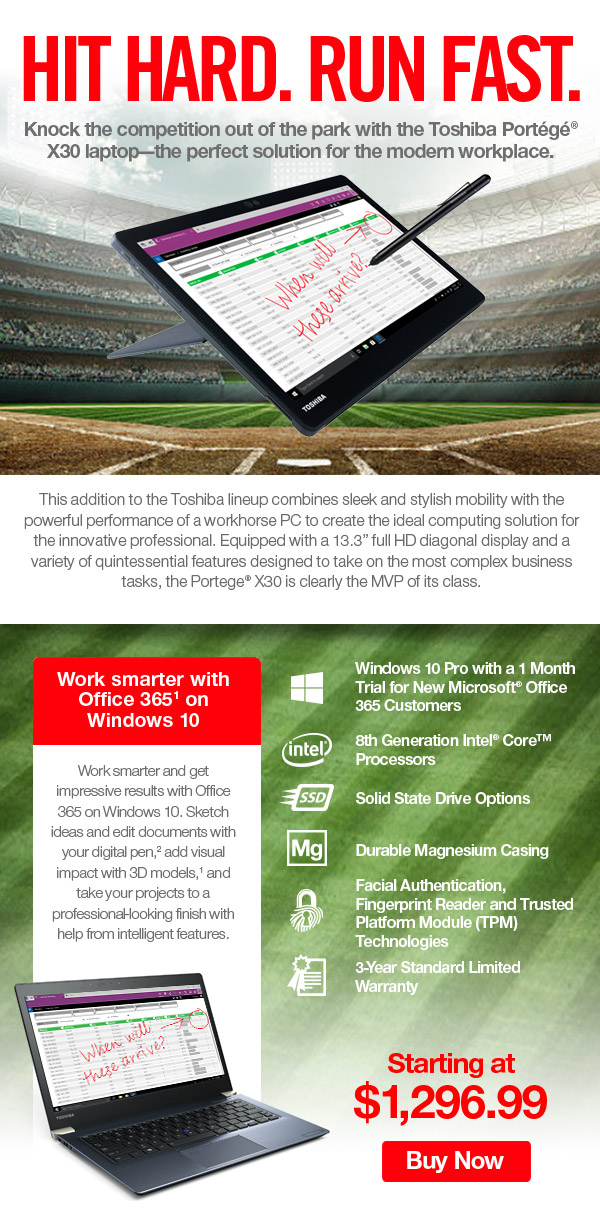 HIT HARD. RUN FAST.
Knock the competition out of the park with the Toshiba Portégé®
X30 laptop—the perfect solution for the modern workplace.
When will
these arrive?
TOSHIBA
This addition to the Toshiba lineup combines sleek and stylish mobility with the
powerful performance of a workhorse PC to create the ideal computing solution for
the innovative professional. Equipped with a 13.3” full HD diagonal display and a
variety of quintessential features designed to take on the most complex business
tasks, the Portege® X30 is clearly the MVP of its class.
Work smarter with
Office 365¹ on
Windows 10
Work smarter and get
impressive results with Office
365 on Windows 10. Sketch
ideas and edit documents with
your digital pen,² add visual
impact with 3D models,¹ and
take your projects to a
professional-looking finish with
help from intelligent features.
When will
these arrive?
TOSHIBA
Windows 10 Pro with a 1 Month
Trial for New Microsoft® Office
365 Customers
intel®
8th Generation Intel® Core™
Processors
SSD
Solid State Drive Options
Mg
Durable Magnesium Casing
Facial Authentication,
Fingerprint Reader and Trusted
Platform Module (TPM)
Technologies
3-Year Standard Limited
Warranty
Starting at
$1,296.99
Buy Now